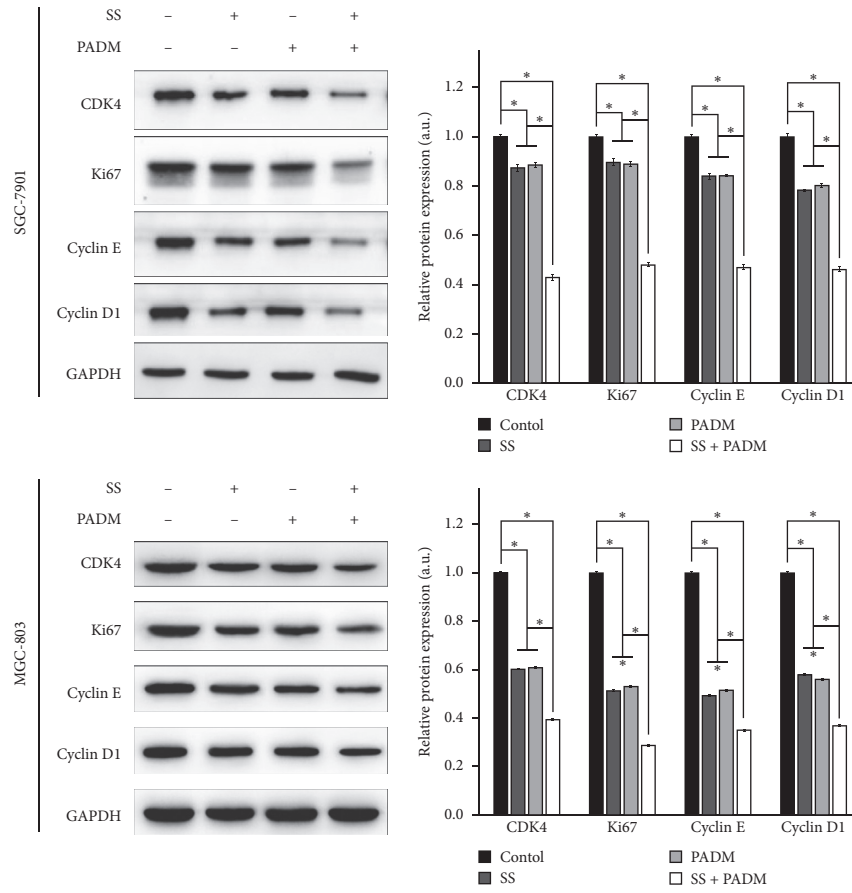 SGC-7901
SS – + – +
PADM – – + +
CDK4
Ki67
Cyclin E
Cyclin D1
GAPDH
Relative protein expression (a.u.)
1.2
1.0
0.8
0.6
0.4
0.2
0.0
* * * *
* * * * * * * *
CDK4 Ki67 Cyclin E Cyclin D1
Contol PADM
SS SS + PADM
MGC-803
SS – + – +
PADM – – + +
CDK4
Ki67
Cyclin E
Cyclin D1
GAPDH
Relative protein expression (a.u.)
1.2
1.0
0.8
0.6
0.4
0.2
0.0
* * * *
* * * *
* * * *
* * *
CDK4 Ki67 Cyclin E Cyclin D1
Contol PADM
SS SS + PADM